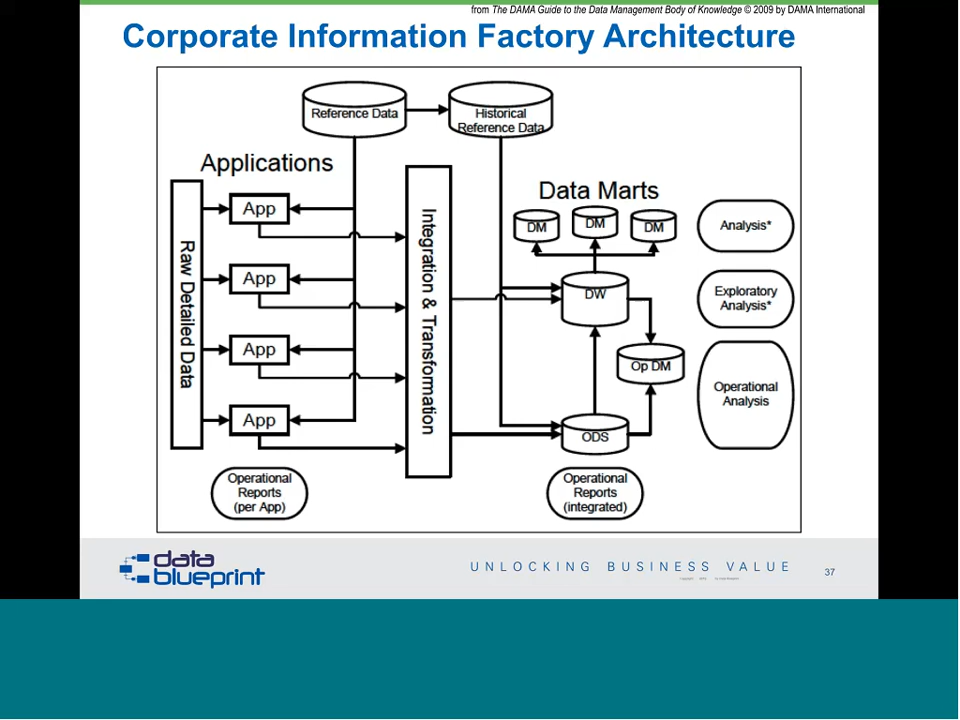 from The DAMA Guide to the Data Management Body of Knowledge © 2009 by DAMA International
Corporate Information Factory Architecture
Reference Data
Historical
Reference Data
Applications
Data Marts
Raw Detailed Data
App
App
App
App
Integration & Transformation
DM
DM
DM
DW
Op DM
ODS
Analysis*
Exploratory
Analysis*
Operational
Analysis
Operational
Reports
(per App)
Operational
Reports
(integrated)
data
blueprint
UNLOCKING BUSINESS VALUE
37